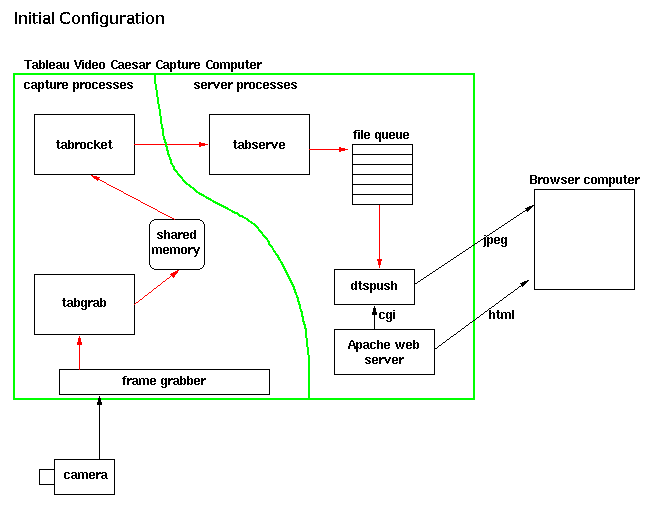 Initial Configuration
Tableau Video Caesar Capture Computer
capture processes
server processes
tabrocket
tabserve
file queue
Browser computer
shared
memory
jpeg
tabgrab
dtspush
cgi
html
Apache web
server
frame grabber
camera